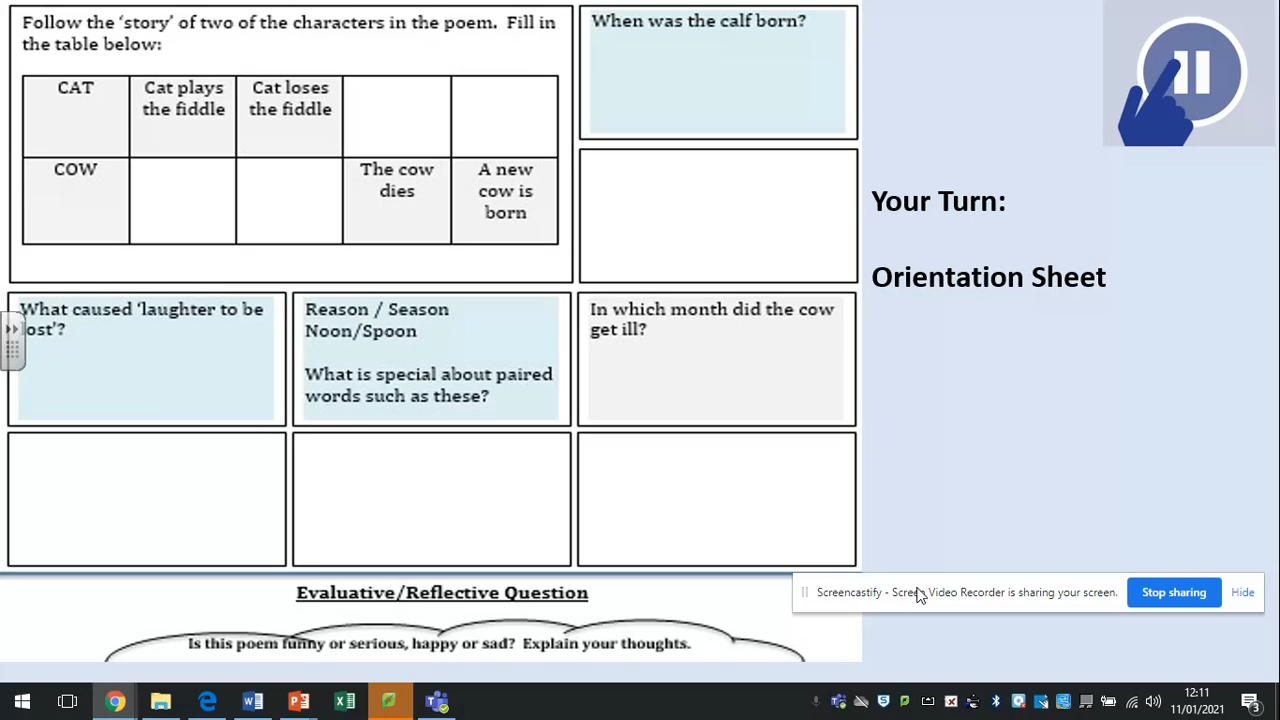 Follow the ‘story’ of two of the characters in the poem.  Fill in
the table below:
CAT
Cat plays
the fiddle
Cat loses
the fiddle
COW
The cow
dies
A new
cow is
born
When was the calf born?
Your Turn:
Orientation Sheet
What caused ‘laughter to be
lost’?
Reason / Season
Noon/Spoon
What is special about paired
words such as these?
In which month did the cow
get ill?
Evaluative/Reflective Question
Is this poem funny or serious, happy or sad?  Explain your thoughts.
Screencastify - Screen Video Recorder is sharing your screen.
Stop sharing
Hide
12:11
11/01/2021
3